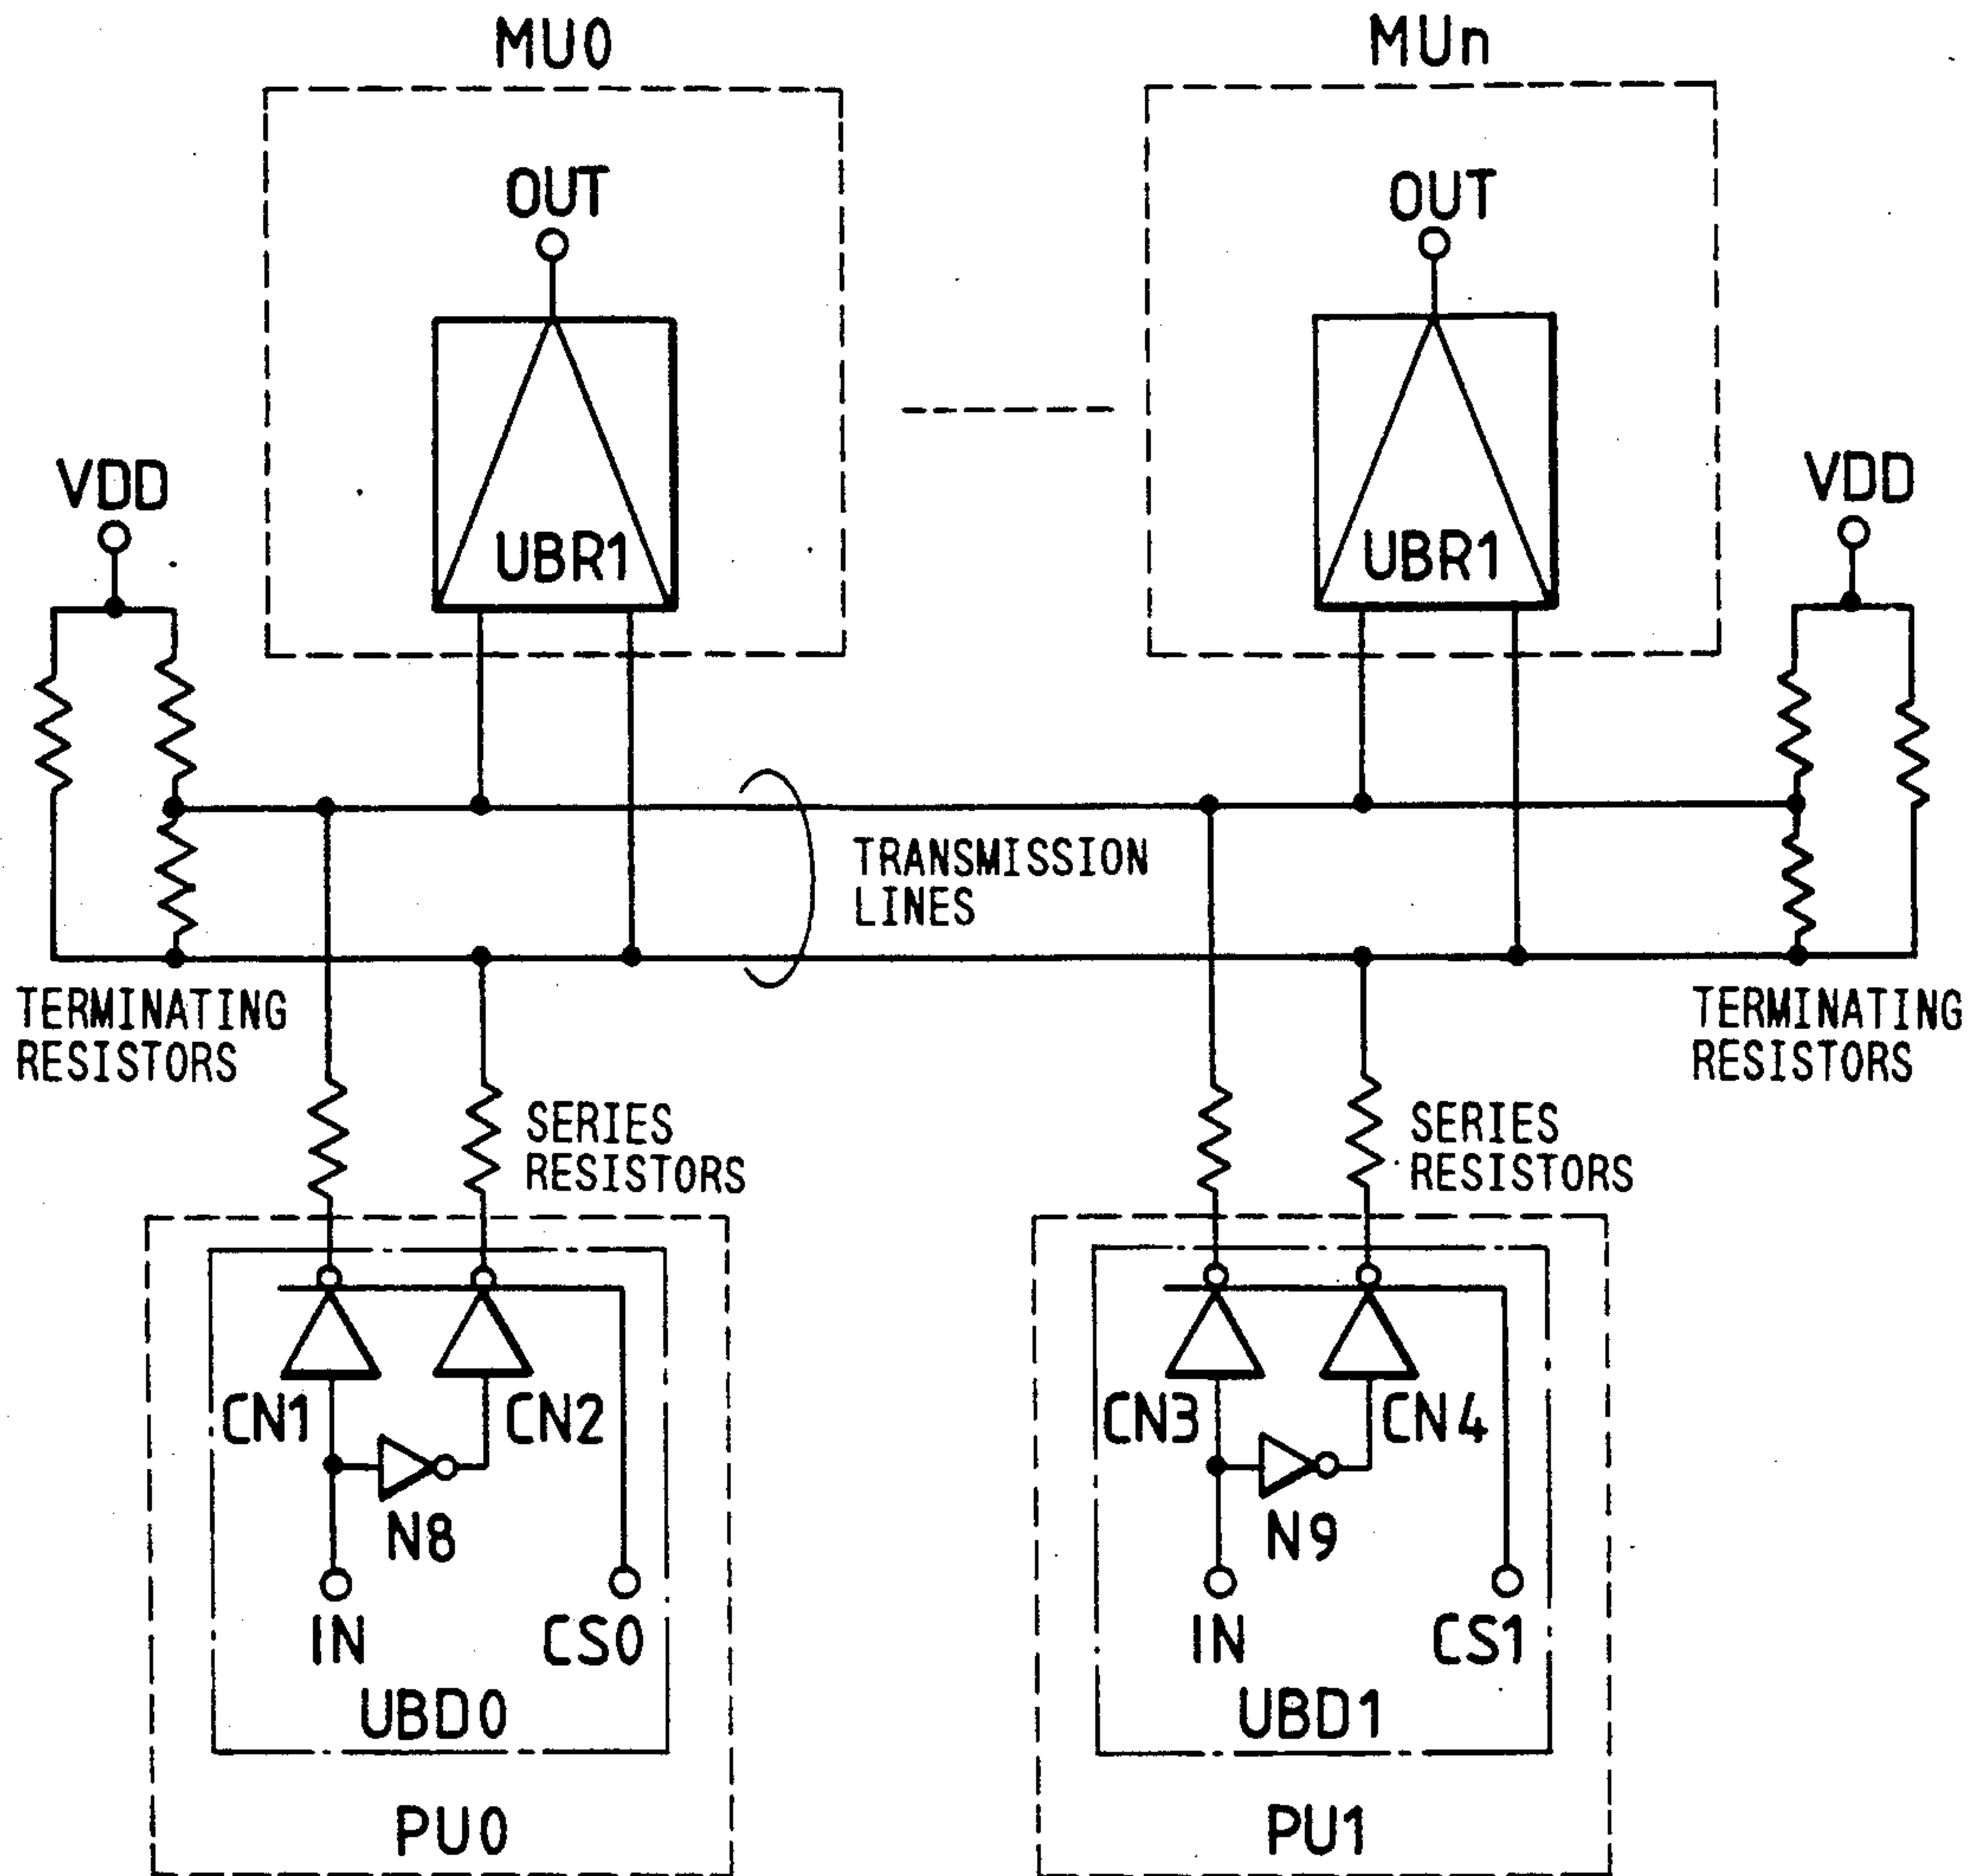 MU0
MUn
OUT
OUT
VDD
VDD
UBR1
UBR1
TRANSMISSION
LINES
TERMINATING
RESISTORS
TERMINATING
RESISTORS
SERIES
RESISTORS
SERIES
RESISTORS
CN1
CN2
CN3
CN4
N8
N9
IN
CS0
IN
CS1
UBD0
UBD1
PU0
PU1